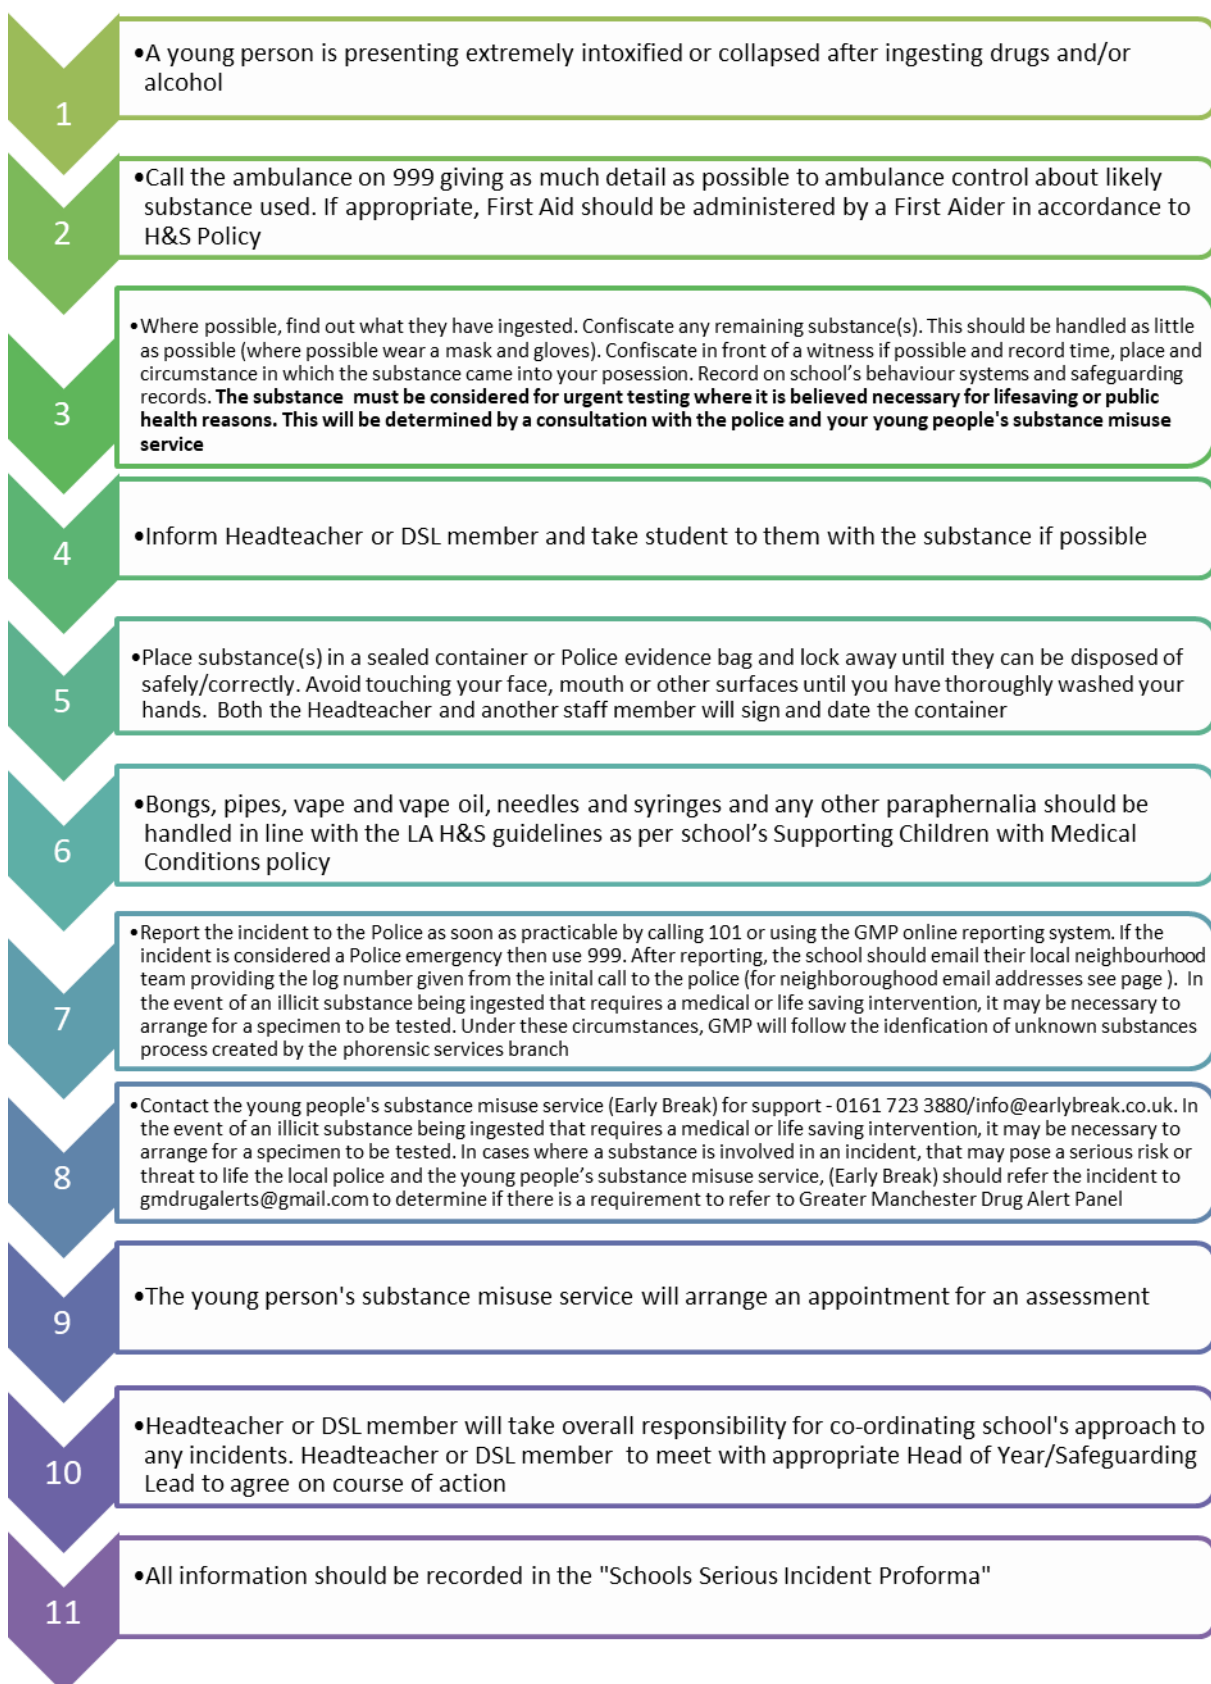 1
•A young person is presenting extremely intoxified or collapsed after ingesting drugs and/or
alcohol
2
•Call the ambulance on 999 giving as much detail as possible to ambulance control about likely
substance used. If appropriate, First Aid should be administered by a First Aider in accordance to
H&S Policy
3
•Where possible, find out what they have ingested. Confiscate any remaining substance(s). This should be handled as little
as possible (where possible wear a mask and gloves). Confiscate in front of a witness if possible and record time, place and
circumstance in which the substance came into your posession. Record on school's behaviour systems and safeguarding
records. The substance must be considered for urgent testing where it is believed necessary for lifesaving or public
health reasons. This will be determined by a consultation with the police and your young people's substance misuse
service
4
•Inform Headteacher or DSL member and take student to them with the substance if possible
5
•Place substance(s) in a sealed container or Police evidence bag and lock away until they can be disposed of
safely/correctly. Avoid touching your face, mouth or other surfaces until you have thoroughly washed your
hands. Both the Headteacher and another staff member will sign and date the container
6
•Bongs, pipes, vape and vape oil, needles and syringes and any other paraphernalia should be
handled in line with the LA H&S guidelines as per school's Supporting Children with Medical
Conditions policy
7
•Report the incident to the Police as soon as practicable by calling 101 or using the GMP online reporting system. If the
incident is considered a Police emergency then use 999. After reporting, the school should email their local neighbourhood
team providing the log number given from the inital call to the police (for neighboroughood email addresses see page ). In
the event of an illicit substance being ingested that requires a medical or life saving intervention, it may be necessary to
arrange for a specimen to be tested. Under these circumstances, GMP will follow the idenfication of unknown substances
process created by the phorensic services branch
8
•Contact the young people's substance misuse service (Early Break) for support - 0161 723 3880/info@earlybreak.co.uk. In
the event of an illicit substance being ingested that requires a medical or life saving intervention, it may be necessary to
arrange for a specimen to be tested. In cases where a substance is involved in an incident, that may pose a serious risk or
threat to life the local police and the young people's substance misuse service, (Early Break) should refer the incident to
gmdrugalerts@gmail.com to determine if there is a requirement to refer to Greater Manchester Drug Alert Panel
9
•The young person's substance misuse service will arrange an appointment for an assessment
10
•Headteacher or DSL member will take overall responsibility for co-ordinating school's approach to
any incidents. Headteacher or DSL member to meet with appropriate Head of Year/Safeguarding
Lead to agree on course of action
11
•All information should be recorded in the "Schools Serious Incident Proforma"